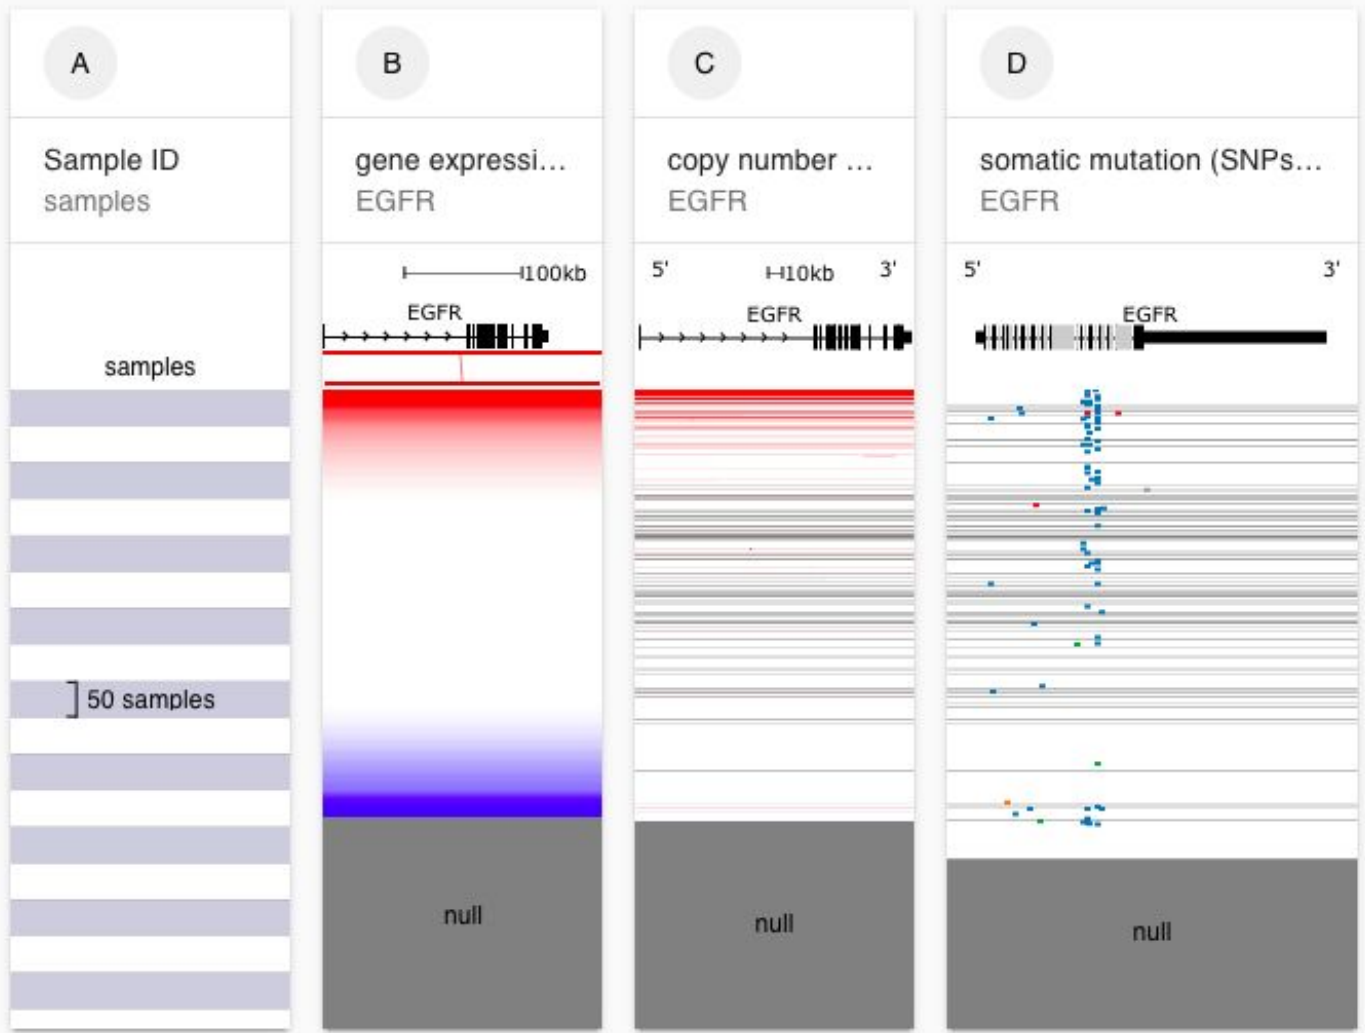 A
Sample ID
samples
samples
50 samples
B
gene expressi...
EGFR
100kb
EGFR
null
C
copy number ...
EGFR
5' 10kb 3'
EGFR
null
D
somatic mutation (SNPs...
EGFR
5' 3'
EGFR
null